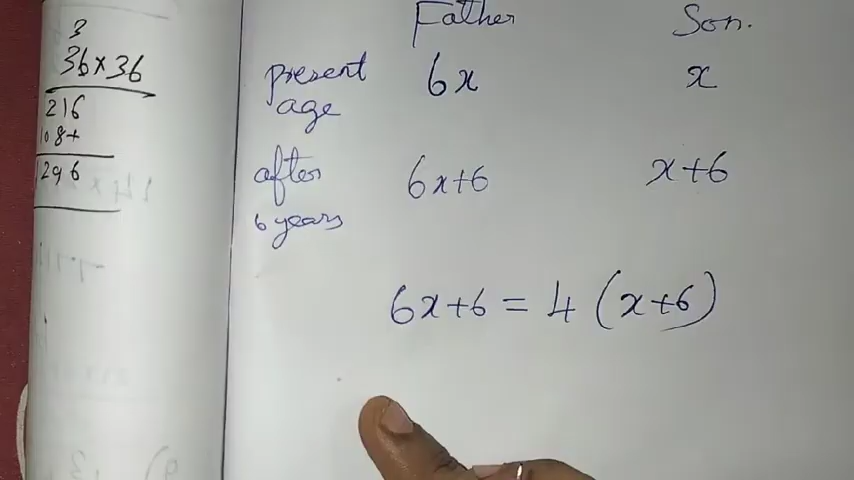 3
36×36
216
108+
1296
Father Son.
present age 6x x
after 6 years 6x+6 x+6
6x+6 = 4 (x+6)